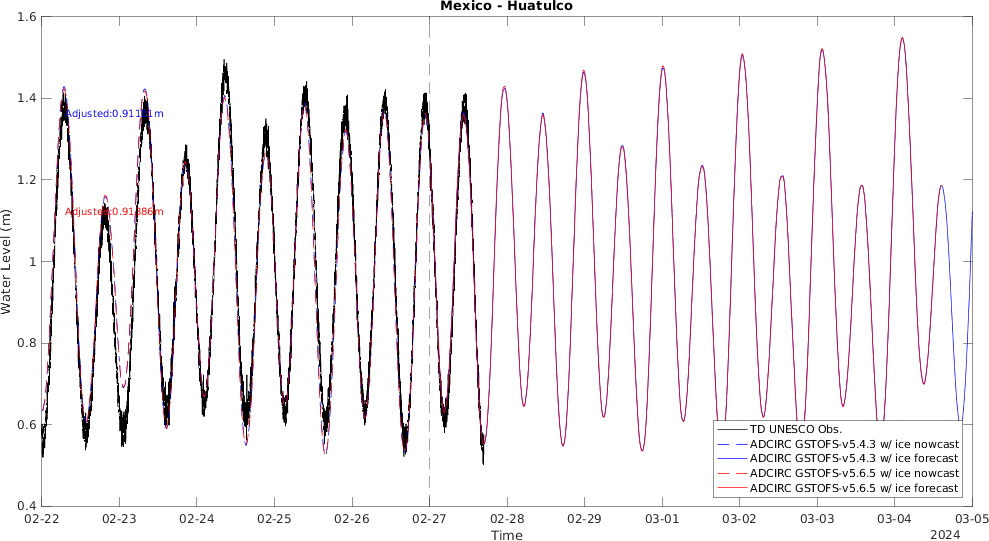 Mexico - Huatulco
1.6
1.4
1.2
1
0.8
0.6
0.4
Water Level (m)
Adjusted:0.91
Adjusted:0.91886m
TD UNESCO Obs.
ADCIRC GSTOFS-v5.4.3 w/ ice nowcast
ADCIRC GSTOFS-v5.4.3 w/ ice forecast
ADCIRC GSTOFS-v5.6.5 w/ ice nowcast
ADCIRC GSTOFS-v5.6.5 w/ ice forecast
02-22 02-23 02-24 02-25 02-26 02-27 02-28 02-29 03-01 03-02 03-03 03-04 03-05
Time
2024